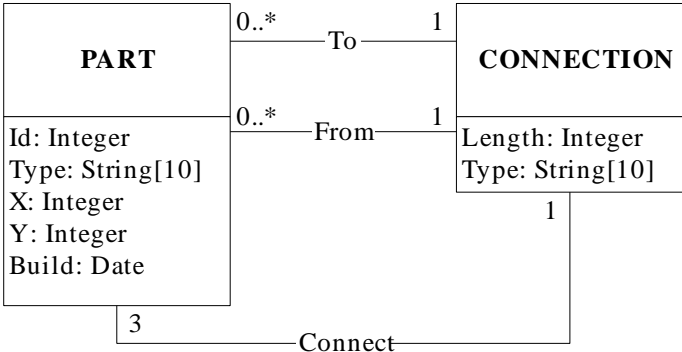 0..*
To
1
PART
CONNECTION
0..*
From
1
Id: Integer
Type: String[10]
X: Integer
Y: Integer
Build: Date
Length: Integer
Type: String[10]
1
3
Connect